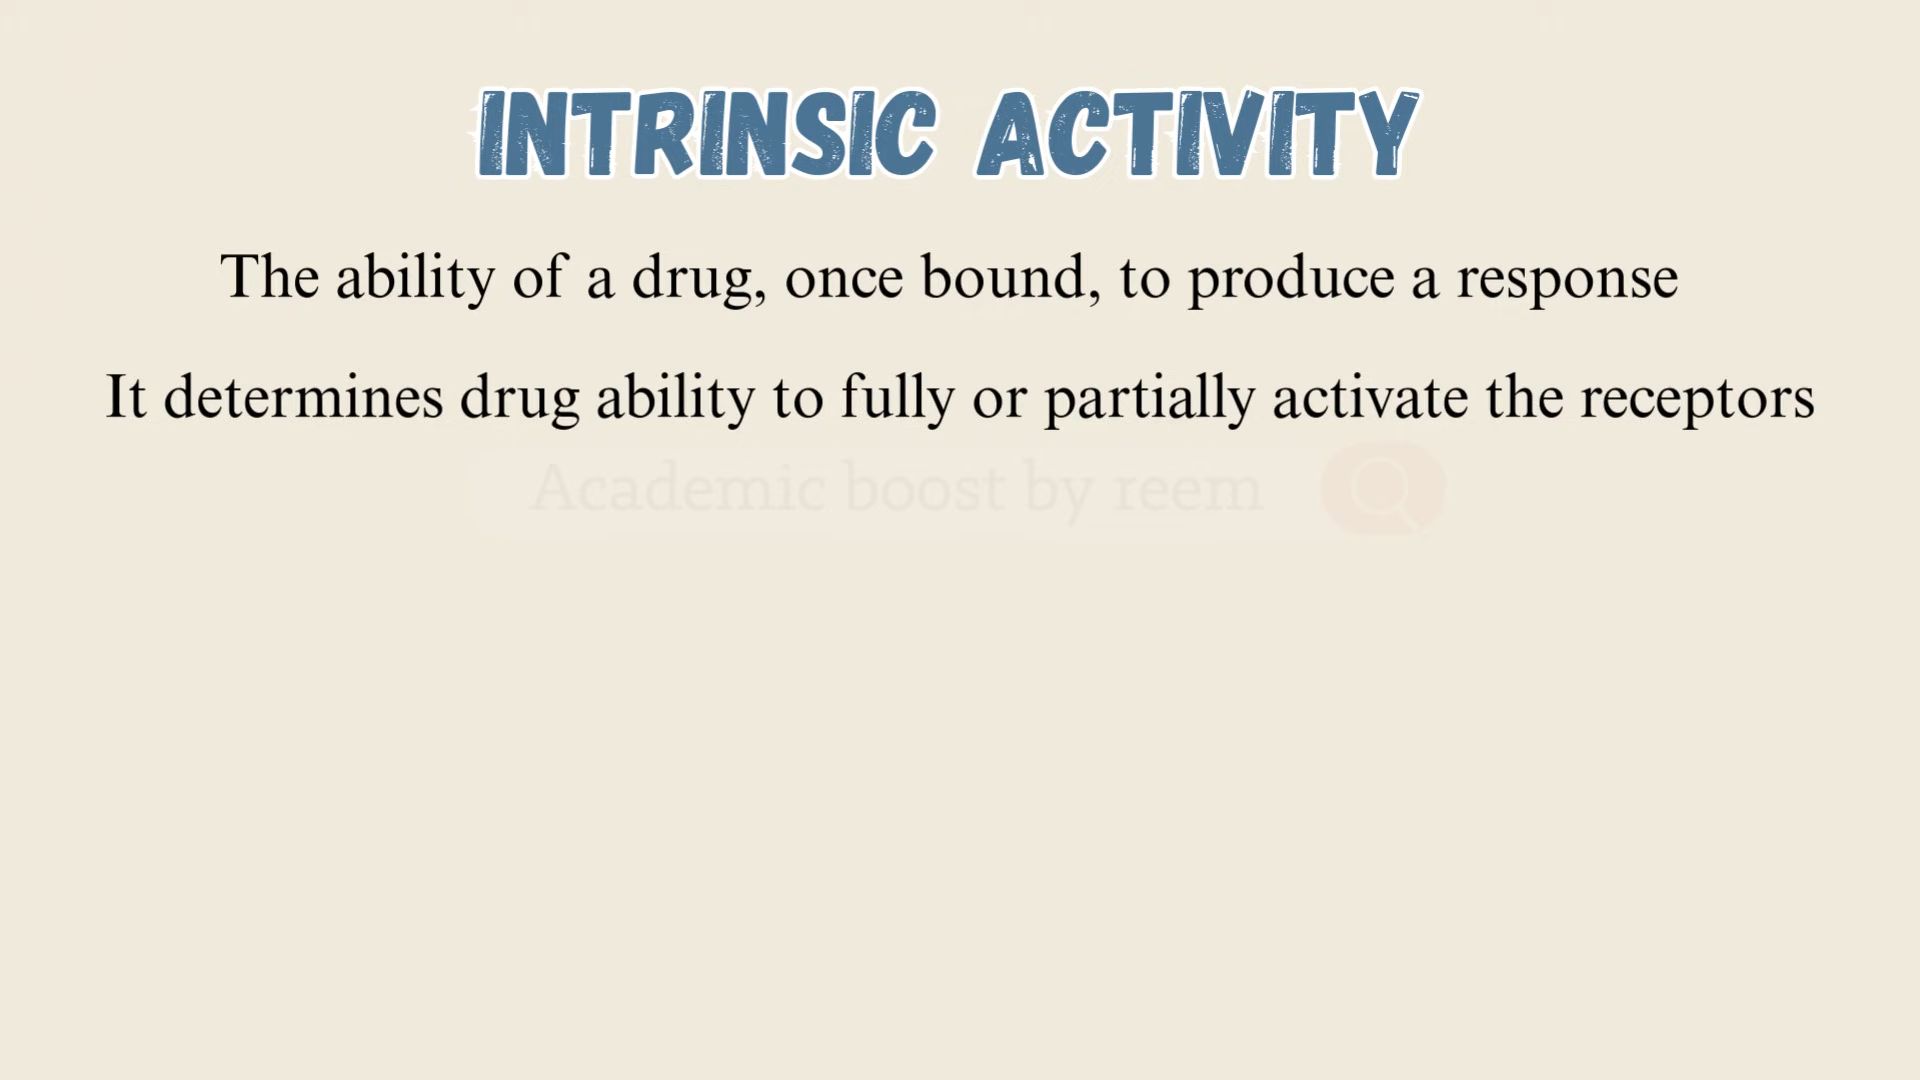 INTRINSIC ACTIVITY
The ability of a drug, once bound, to produce a response
It determines drug ability to fully or partially activate the receptors
Academic boost by reem